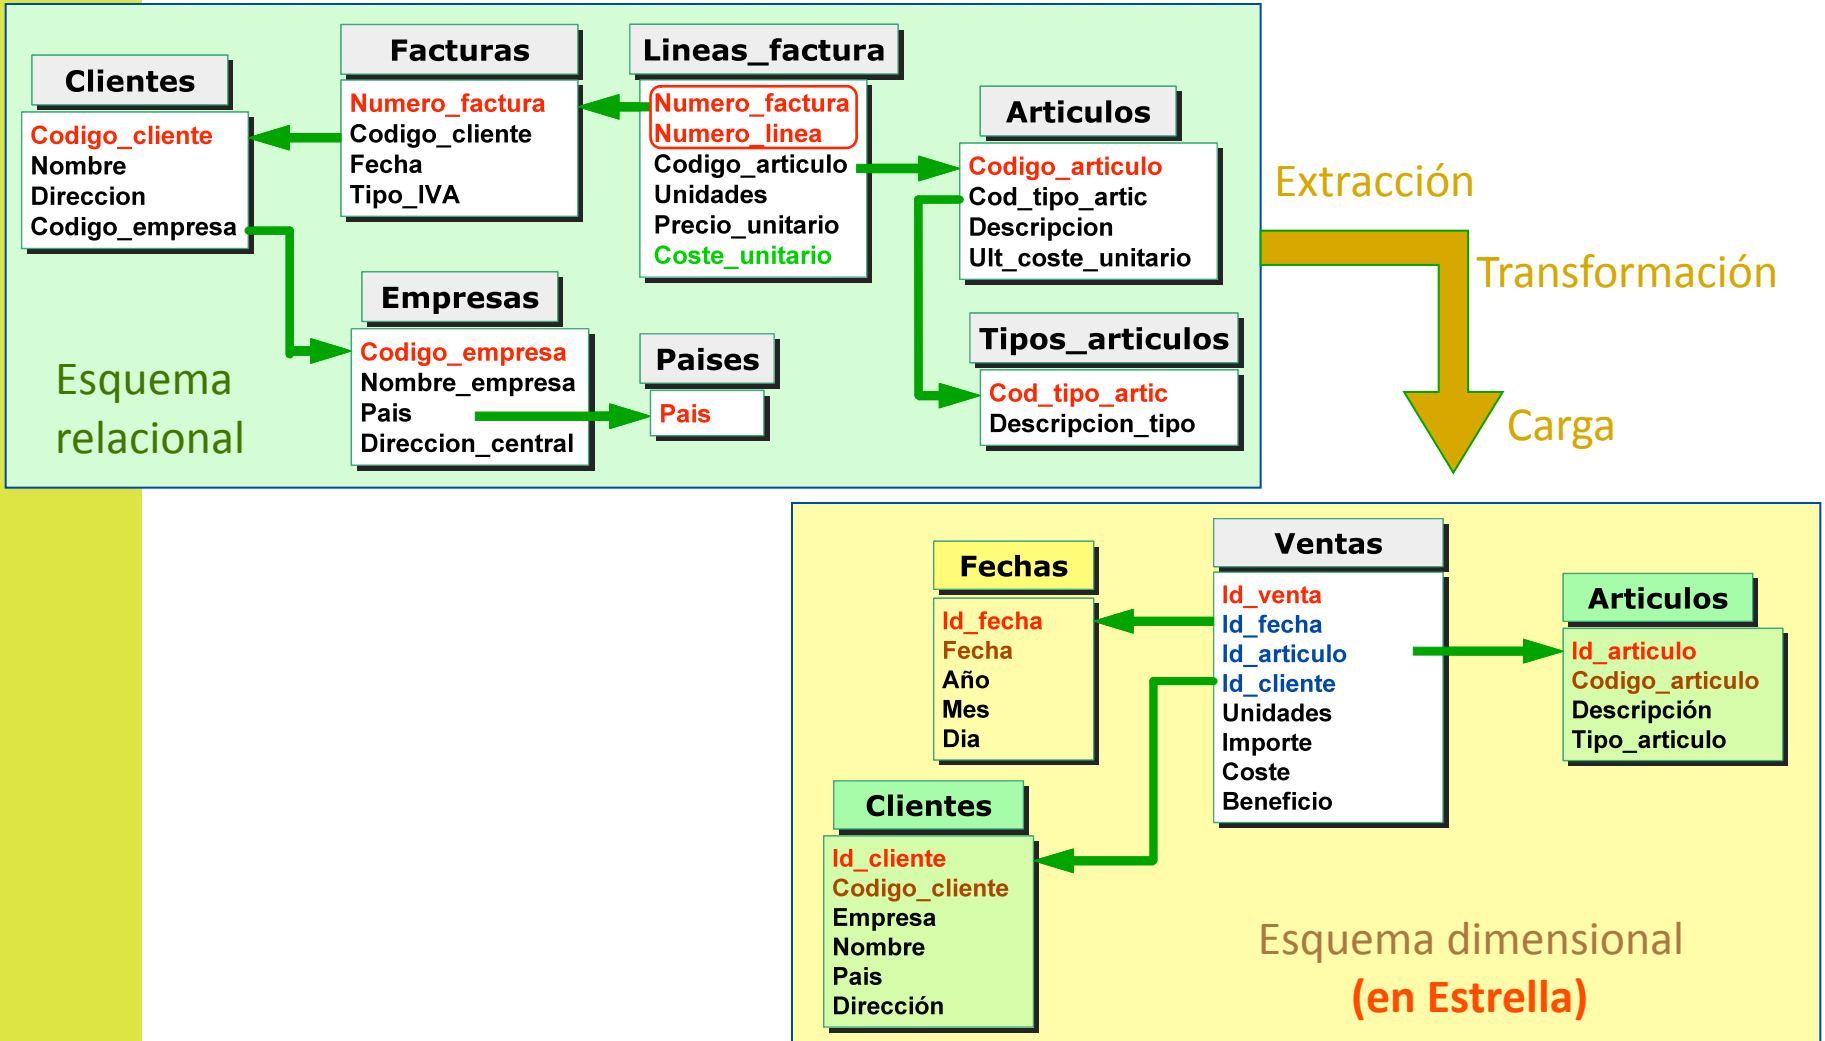 Clientes
Codigo_cliente
Nombre
Direccion
Codigo_empresa
Facturas
Numero_factura
Codigo_cliente
Fecha
Tipo_IVA
Lineas_factura
Numero_factura
Numero_linea
Codigo_articulo
Unidades
Precio_unitario
Coste_unitario
Articulos
Codigo_articulo
Cod_tipo_artic
Descripcion
Ult_coste_unitario
Empresas
Codigo_empresa
Nombre_empresa
Pais
Direccion_central
Paises
Pais
Tipos_articulos
Cod_tipo_artic
Descripcion_tipo
Esquema
relacional
Extracción
Transformación
Carga
Fechas
Id_fecha
Fecha
Año
Mes
Dia
Ventas
Id_venta
Id_fecha
Id_articulo
Id_cliente
Unidades
Importe
Coste
Beneficio
Articulos
Id_articulo
Codigo_articulo
Descripción
Tipo_articulo
Clientes
Id_cliente
Codigo_cliente
Empresa
Nombre
Pais
Dirección
Esquema dimensional
(en Estrella)